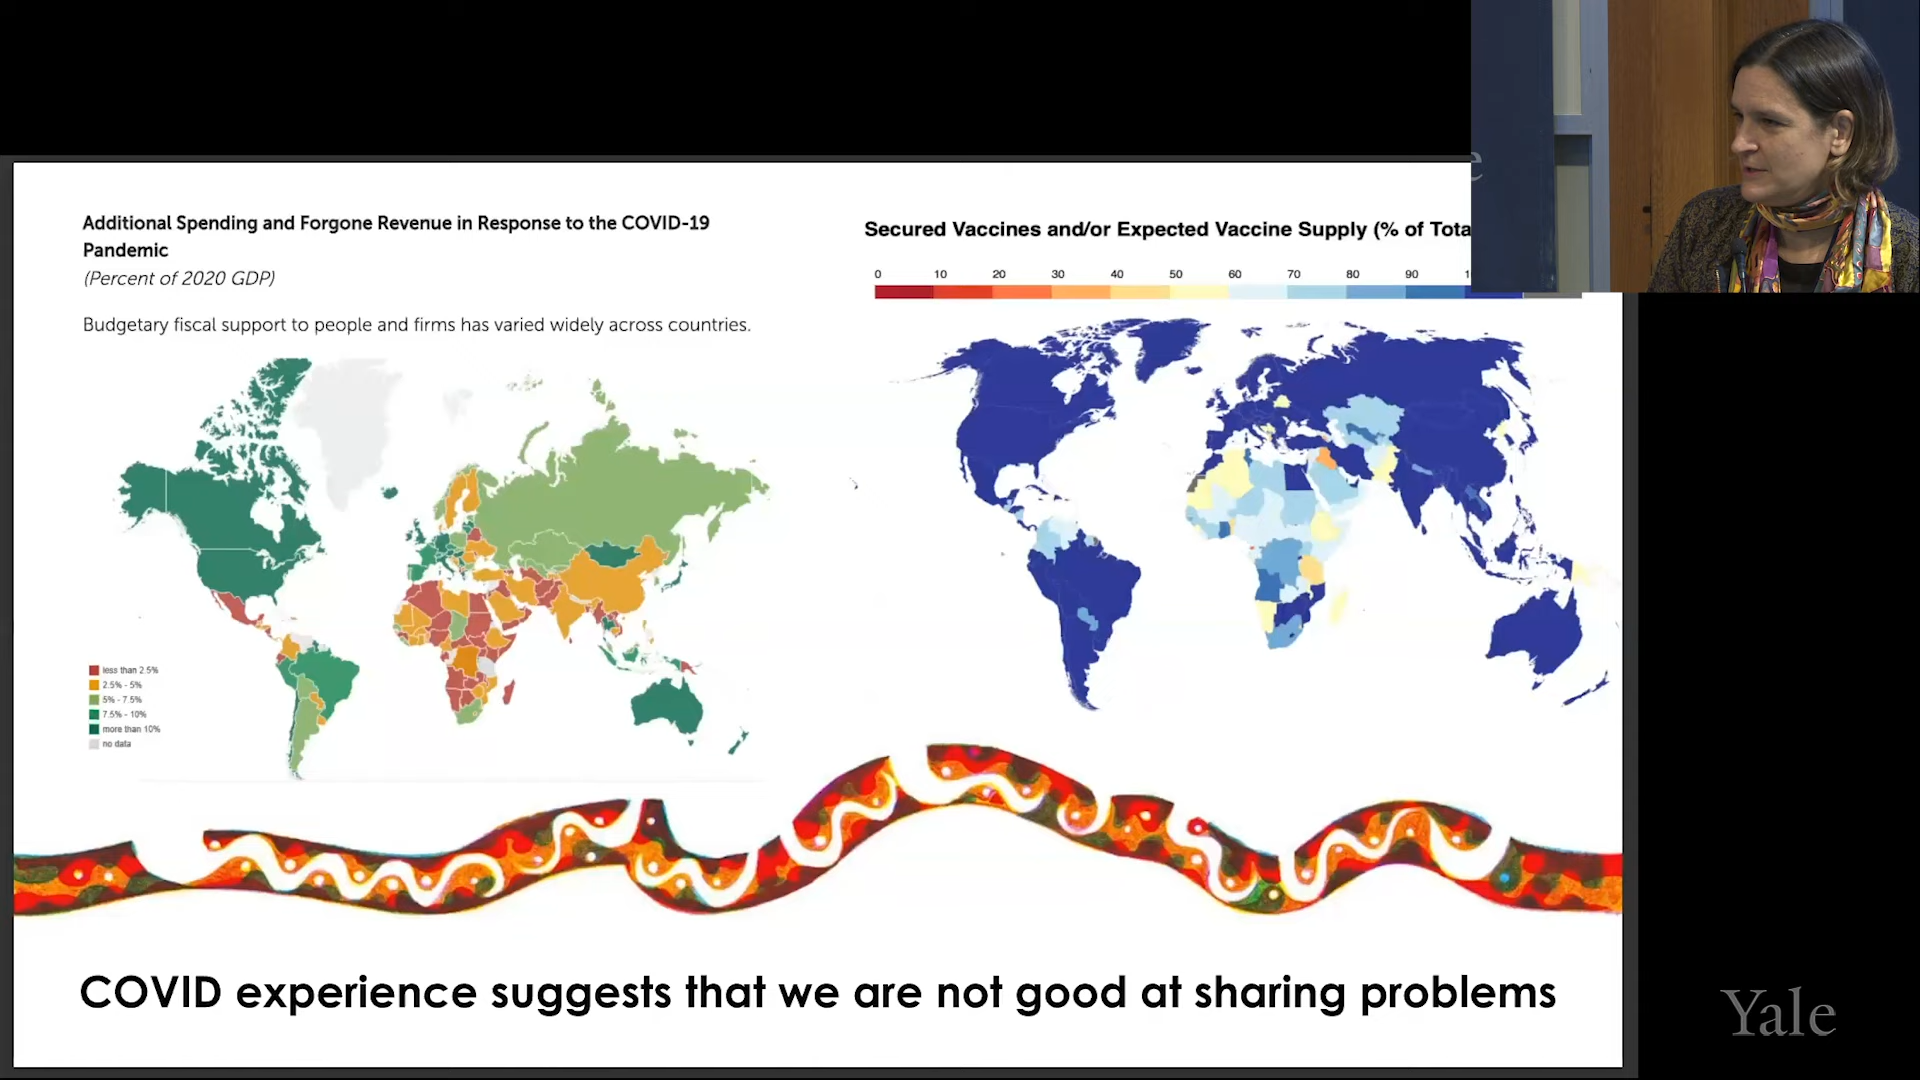 Additional Spending and Forgone Revenue in Response to the COVID-19
Pandemic
(Percent of 2020 GDP)
Budgetary fiscal support to people and firms has varied widely across countries.
less than 2.5%
2.5% - 5%
5% - 7.5%
7.5% - 10%
more than 10%
no data
Secured Vaccines and/or Expected Vaccine Supply (% of Tota
0 10 20 30 40 50 60 70 80 90 1
e
COVID experience suggests that we are not good at sharing problems
Yale